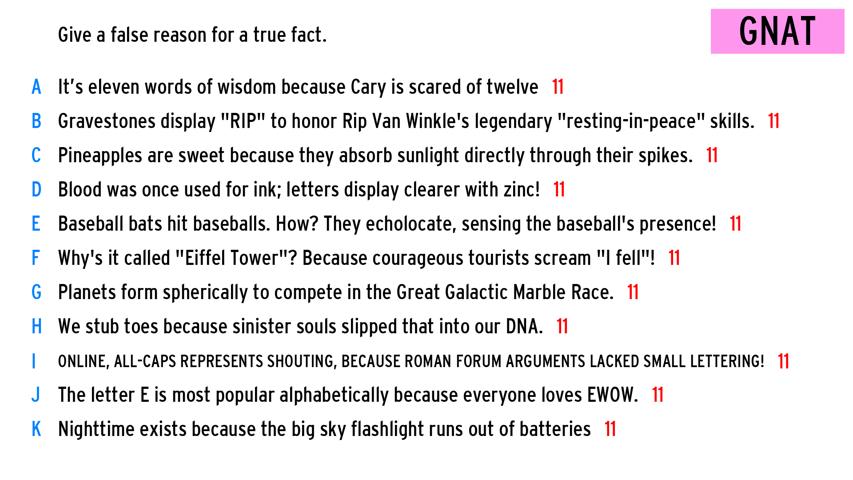 Give a false reason for a true fact.
GNAT
A It's eleven words of wisdom because Cary is scared of twelve 11
B Gravestones display "RIP" to honor Rip Van Winkle's legendary "resting-in-peace" skills. 11
C Pineapples are sweet because they absorb sunlight directly through their spikes. 11
D Blood was once used for ink; letters display clearer with zinc! 11
E Baseball bats hit baseballs. How? They echolocate, sensing the baseball's presence! 11
F Why's it called "Eiffel Tower"? Because courageous tourists scream "I fell"! 11
G Planets form spherically to compete in the Great Galactic Marble Race. 11
H We stub toes because sinister souls slipped that into our DNA. 11
I ONLINE, ALL-CAPS REPRESENTS SHOUTING, BECAUSE ROMAN FORUM ARGUMENTS LACKED SMALL LETTERING! 11
J The letter E is most popular alphabetically because everyone loves EWOW. 11
K Nighttime exists because the big sky flashlight runs out of batteries 11